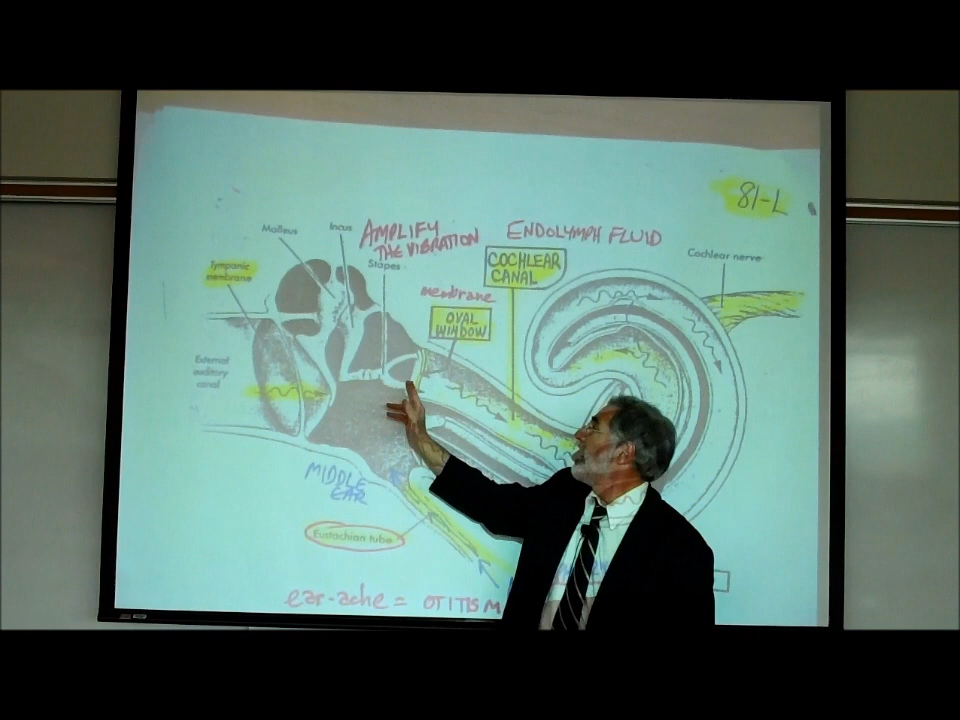 81-L
Malleus
Incus
AMPLIFY
THE VIBRATION
Stapes
ENDOLYMPH FLUID
COCHLEAR
CANAL
Cochlear nerve
Tympanic
membrane
membrane
OVAL
WINDOW
External
auditory
canal
MIDDLE
EAR
Eustachian tube
ear-ache = OTITIS M